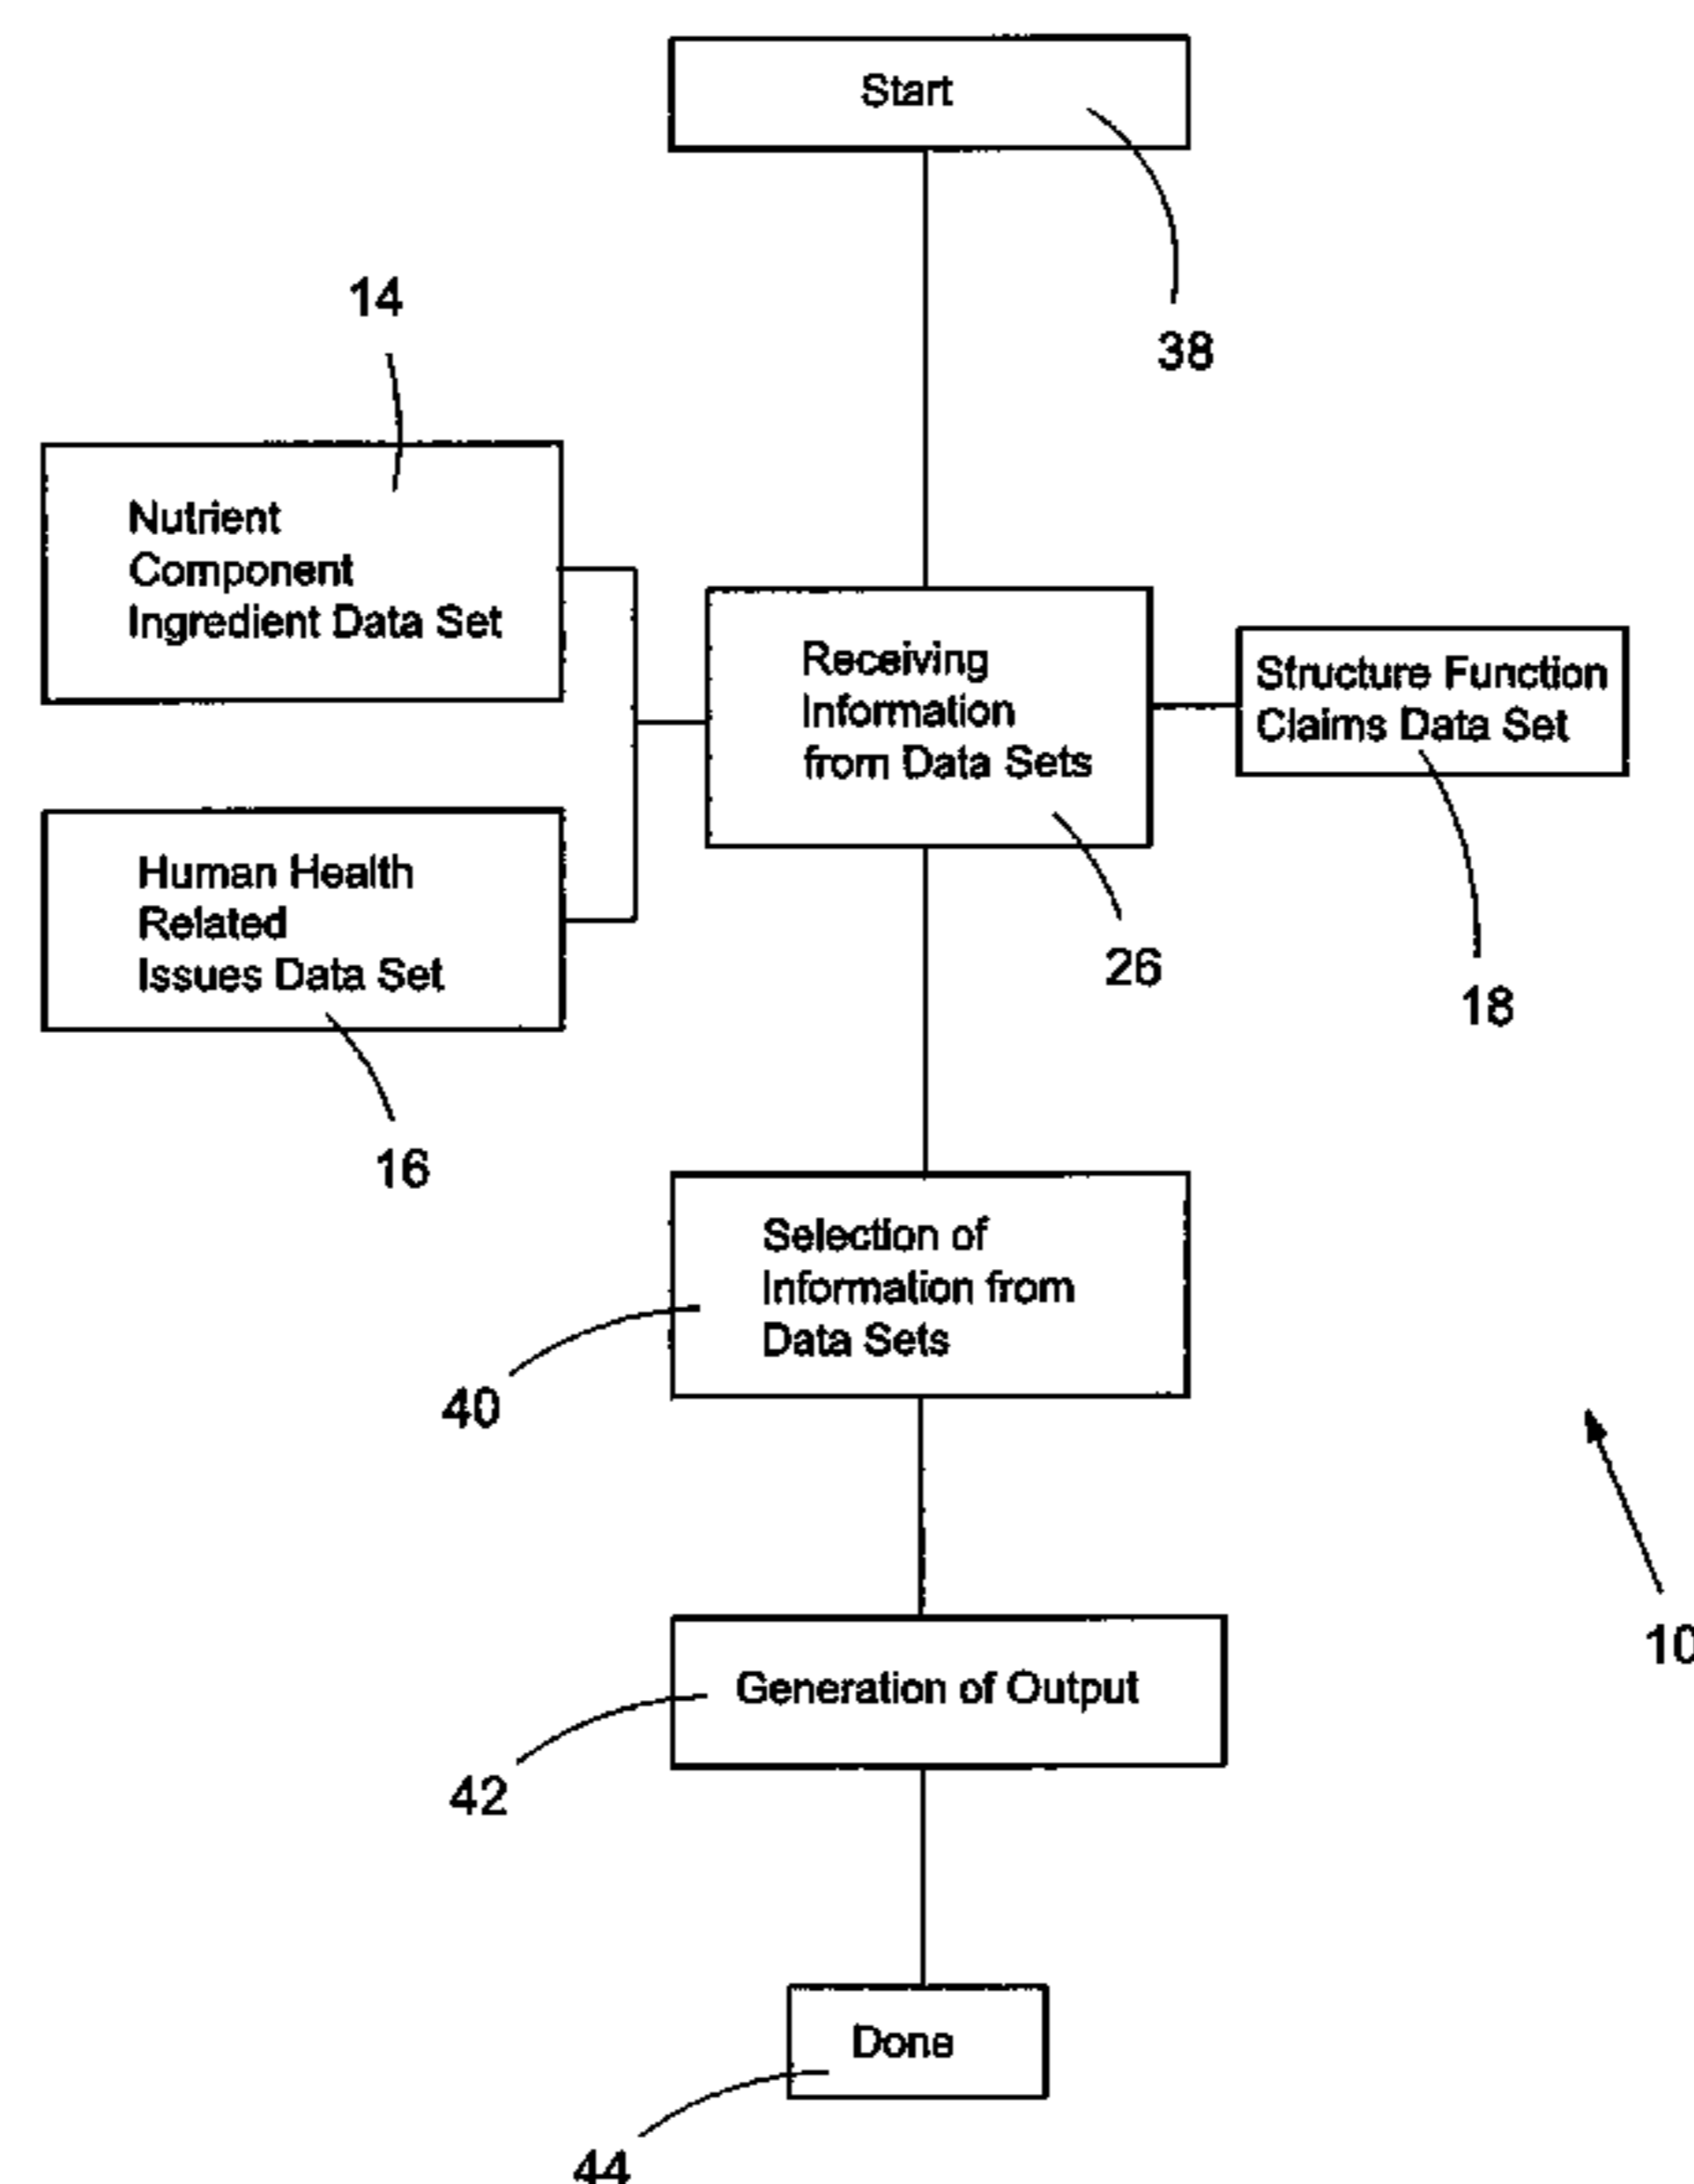 Start
38
14
Nutrient
Component
Ingredient Data Set
Receiving
Information
from Data Sets
Structure Function
Claims Data Set
Human Health
Related
Issues Data Set
26
18
16
Selection of
Information from
Data Sets
40
10
Generation of Output
42
Done
44